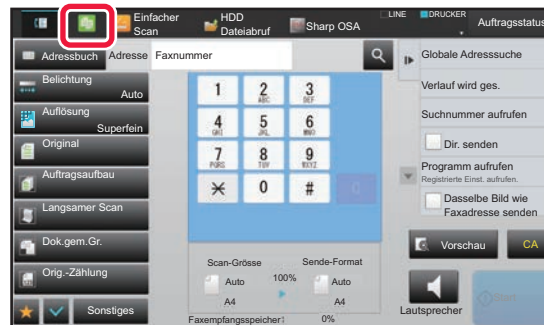 Einfacher Scan
HDD Dateiabruf
Sharp OSA
LINE
DRUCKER
Auftragsstatus
Adressbuch
Adresse
Faxnummer
Globale Adresssuche
Belichtung
Auto
Auflösung
Superfein
Original
Auftragsaufbau
Langsamer Scan
Dok.gem.Gr.
Orig.-Zählung
Sonstiges
1
2 ABC
3 DEF
4 GHI
5 JKL
6 MNO
7 PQRS
8 TUV
9 WXYZ
0
#
Verlauf wird ges.
Suchnummer aufrufen
Dir. senden
Programm aufrufen
Registrierte Einst. aufrufen.
Dasselbe Bild wie
Faxadresse senden
Vorschau
CA
Scan-Grösse
Sende-Format
Auto
100%
Auto
A4
A4
Lautsprecher
Start
Faxempfangsspeicher:
0%